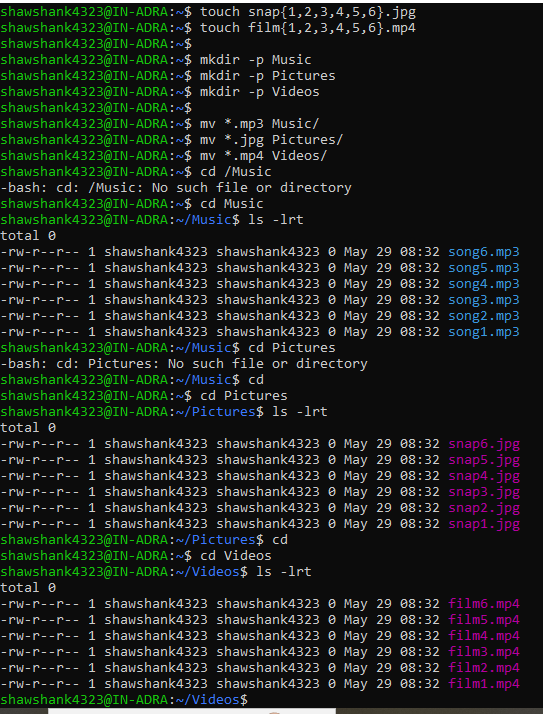 shawshank4323@IN-ADRA:~$ touch snap{1,2,3,4,5,6}.jpg
shawshank4323@IN-ADRA:~$ touch film{1,2,3,4,5,6}.mp4
shawshank4323@IN-ADRA:~$
shawshank4323@IN-ADRA:~$ mkdir -p Music
shawshank4323@IN-ADRA:~$ mkdir -p Pictures
shawshank4323@IN-ADRA:~$ mkdir -p Videos
shawshank4323@IN-ADRA:~$
shawshank4323@IN-ADRA:~$ mv *.mp3 Music/
shawshank4323@IN-ADRA:~$ mv *.jpg Pictures/
shawshank4323@IN-ADRA:~$ mv *.mp4 Videos/
shawshank4323@IN-ADRA:~$ cd /Music
-bash: cd: /Music: No such file or directory
shawshank4323@IN-ADRA:~$ cd Music
shawshank4323@IN-ADRA:~/Music$ ls -lrt
total 0
-rw-r--r-- 1 shawshank4323 shawshank4323 0 May 29 08:32 song6.mp3
-rw-r--r-- 1 shawshank4323 shawshank4323 0 May 29 08:32 song5.mp3
-rw-r--r-- 1 shawshank4323 shawshank4323 0 May 29 08:32 song4.mp3
-rw-r--r-- 1 shawshank4323 shawshank4323 0 May 29 08:32 song3.mp3
-rw-r--r-- 1 shawshank4323 shawshank4323 0 May 29 08:32 song2.mp3
-rw-r--r-- 1 shawshank4323 shawshank4323 0 May 29 08:32 song1.mp3
shawshank4323@IN-ADRA:~/Music$ cd Pictures
-bash: cd: Pictures: No such file or directory
shawshank4323@IN-ADRA:~/Music$ cd
shawshank4323@IN-ADRA:~$ cd Pictures
shawshank4323@IN-ADRA:~/Pictures$ ls -lrt
total 0
-rw-r--r-- 1 shawshank4323 shawshank4323 0 May 29 08:32 snap6.jpg
-rw-r--r-- 1 shawshank4323 shawshank4323 0 May 29 08:32 snap5.jpg
-rw-r--r-- 1 shawshank4323 shawshank4323 0 May 29 08:32 snap4.jpg
-rw-r--r-- 1 shawshank4323 shawshank4323 0 May 29 08:32 snap3.jpg
-rw-r--r-- 1 shawshank4323 shawshank4323 0 May 29 08:32 snap2.jpg
-rw-r--r-- 1 shawshank4323 shawshank4323 0 May 29 08:32 snap1.jpg
shawshank4323@IN-ADRA:~/Pictures$ cd
shawshank4323@IN-ADRA:~$ cd Videos
shawshank4323@IN-ADRA:~/Videos$ ls -lrt
total 0
-rw-r--r-- 1 shawshank4323 shawshank4323 0 May 29 08:32 film6.mp4
-rw-r--r-- 1 shawshank4323 shawshank4323 0 May 29 08:32 film5.mp4
-rw-r--r-- 1 shawshank4323 shawshank4323 0 May 29 08:32 film4.mp4
-rw-r--r-- 1 shawshank4323 shawshank4323 0 May 29 08:32 film3.mp4
-rw-r--r-- 1 shawshank4323 shawshank4323 0 May 29 08:32 film2.mp4
-rw-r--r-- 1 shawshank4323 shawshank4323 0 May 29 08:32 film1.mp4
shawshank4323@IN-ADRA:~/Videos$